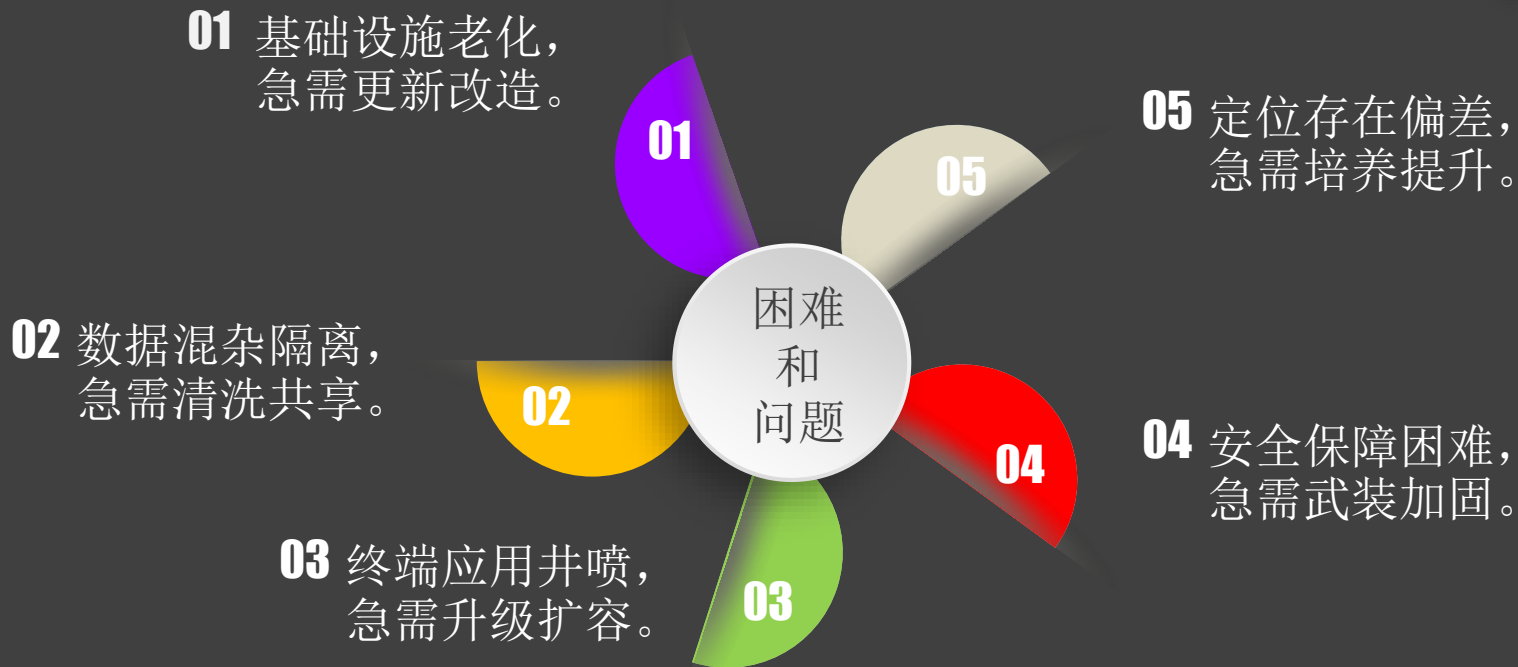 01 基础设施老化，
急需更新改造。
02 数据混杂隔离，
急需清洗共享。
03 终端应用井喷，
急需升级扩容。
04 安全保障困难，
急需武装加固。
05 定位存在偏差，
急需培养提升。
01
02
03
04
05
困难
和
问题